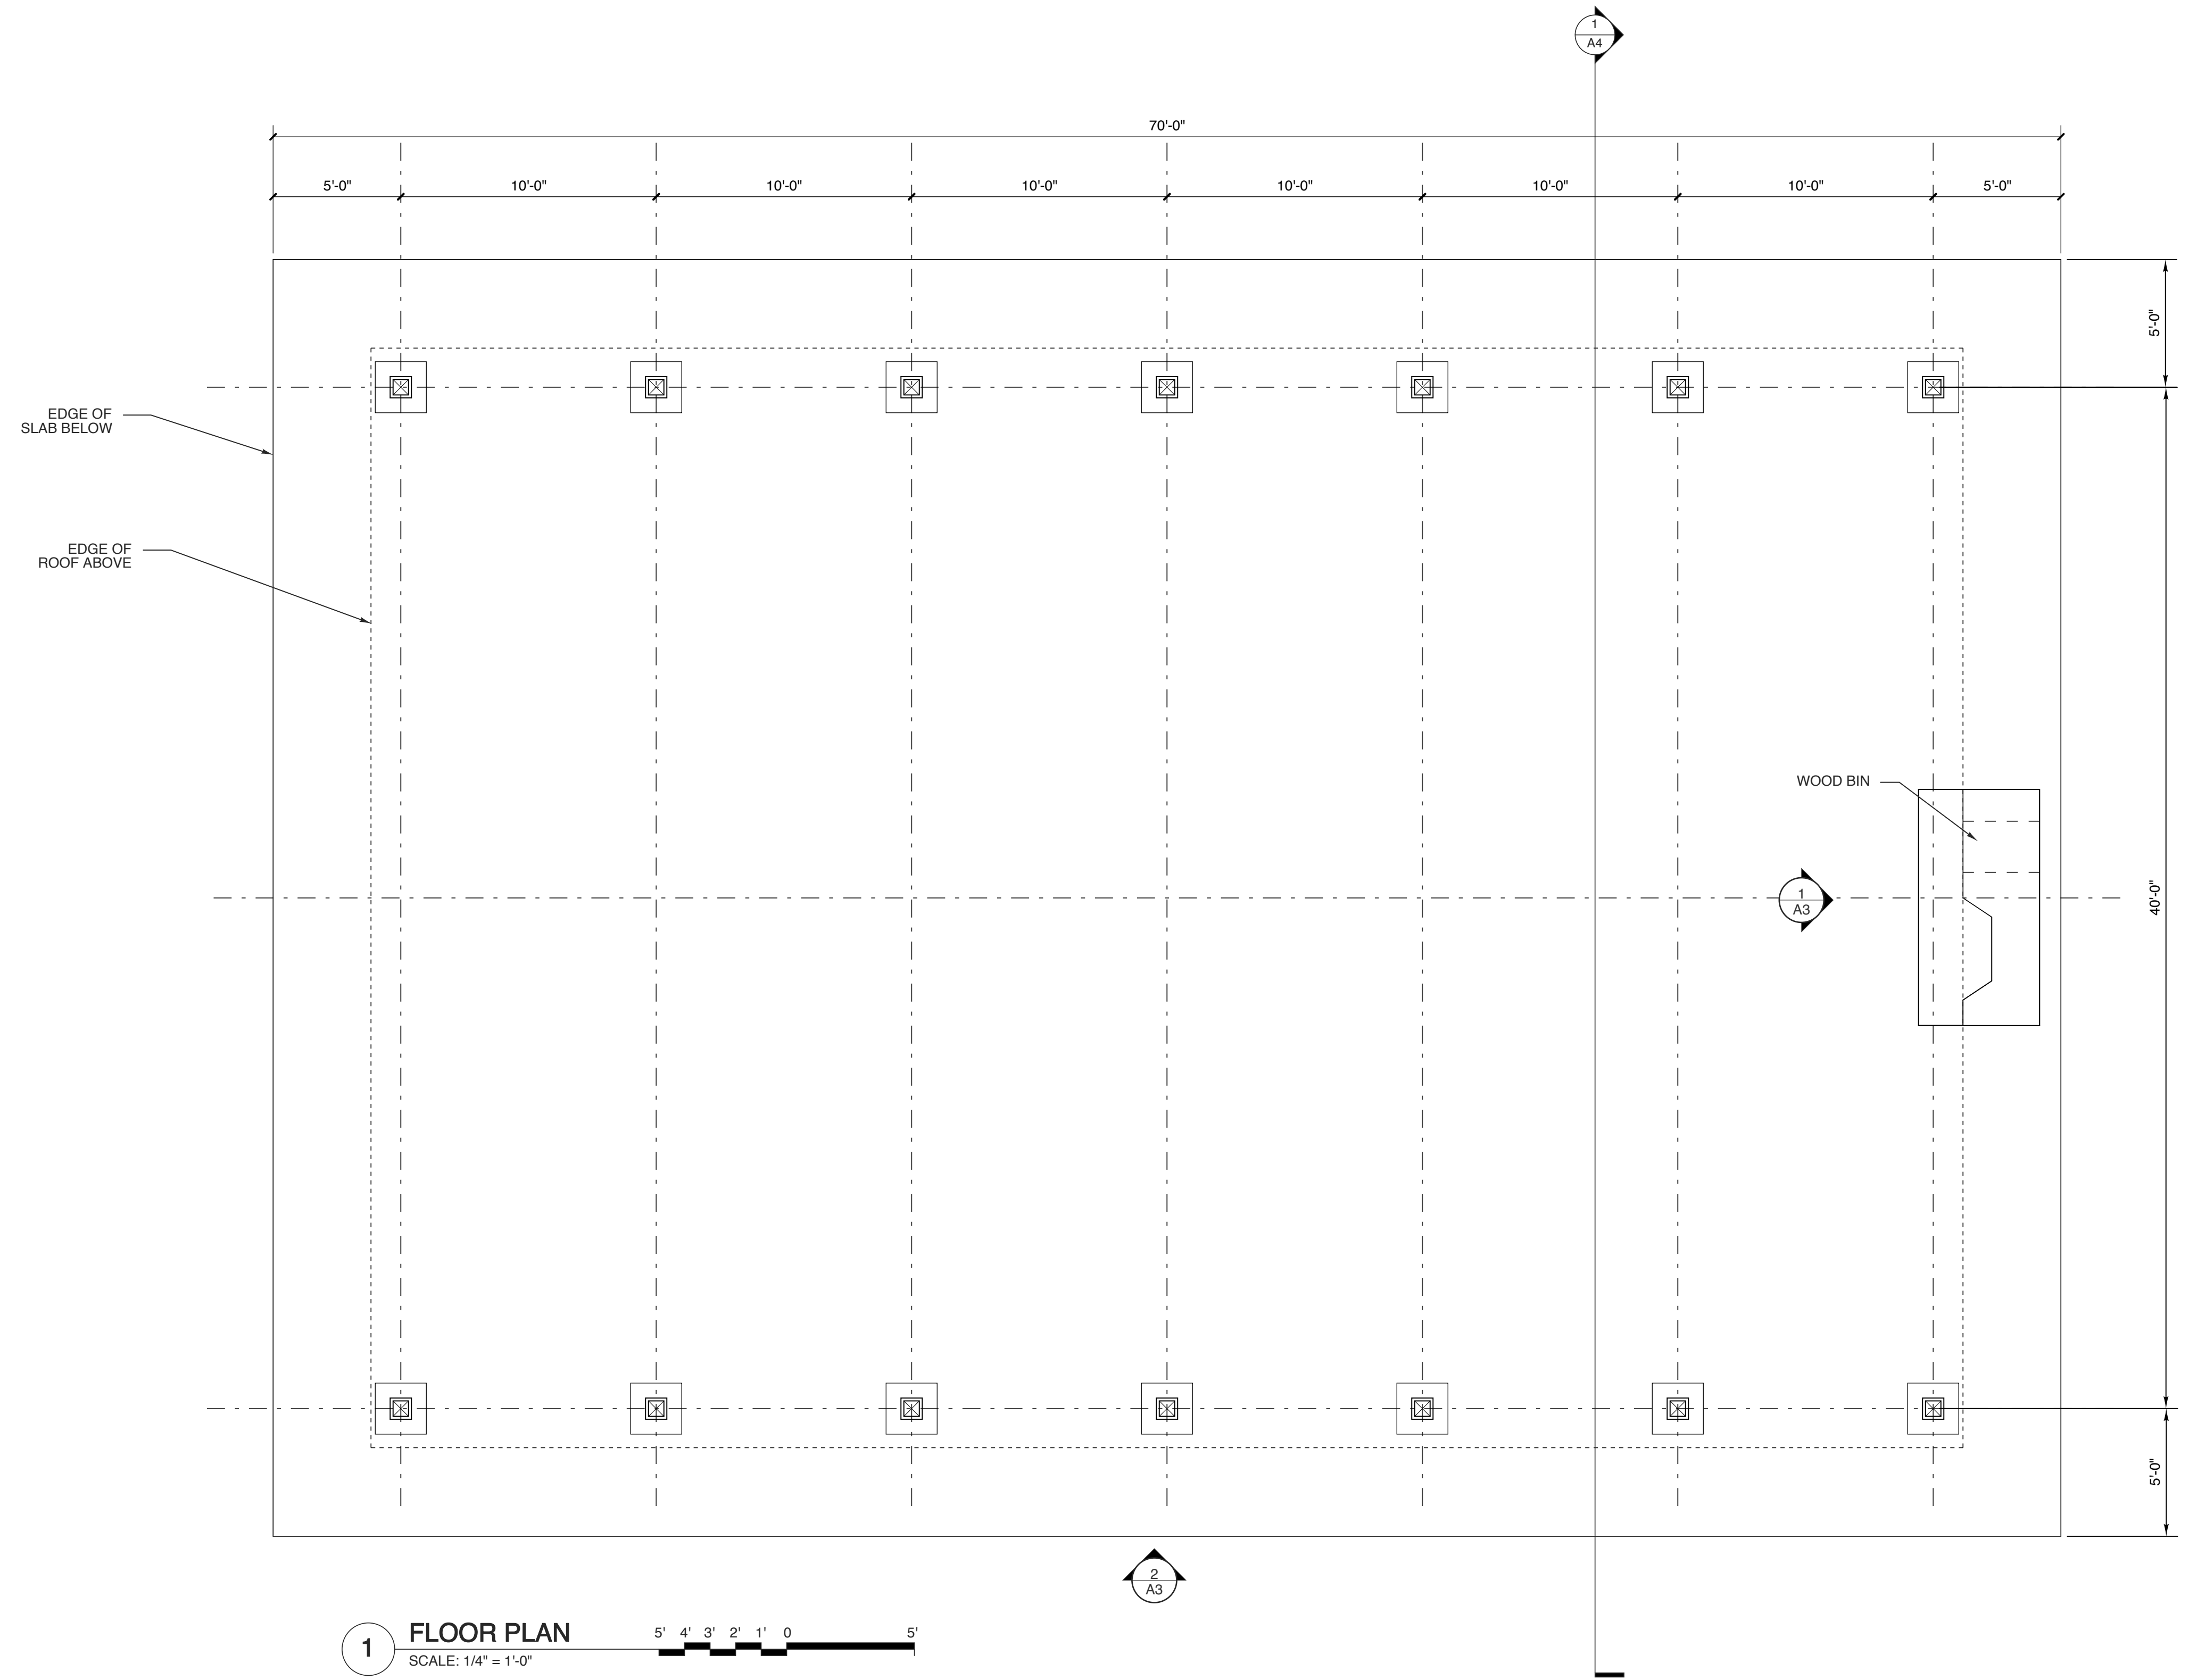 1
A4
70'-0"
5'-0"
10'-0"
10'-0"
10'-0"
10'-0"
10'-0"
10'-0"
5'-0"
5'-0"
EDGE OF
SLAB BELOW
EDGE OF
ROOF ABOVE
WOOD BIN
1
A3
40'-0"
5'-0"
2
A3
1
FLOOR PLAN
SCALE: 1/4" = 1'-0"
5' 4' 3' 2' 1' 0 5'